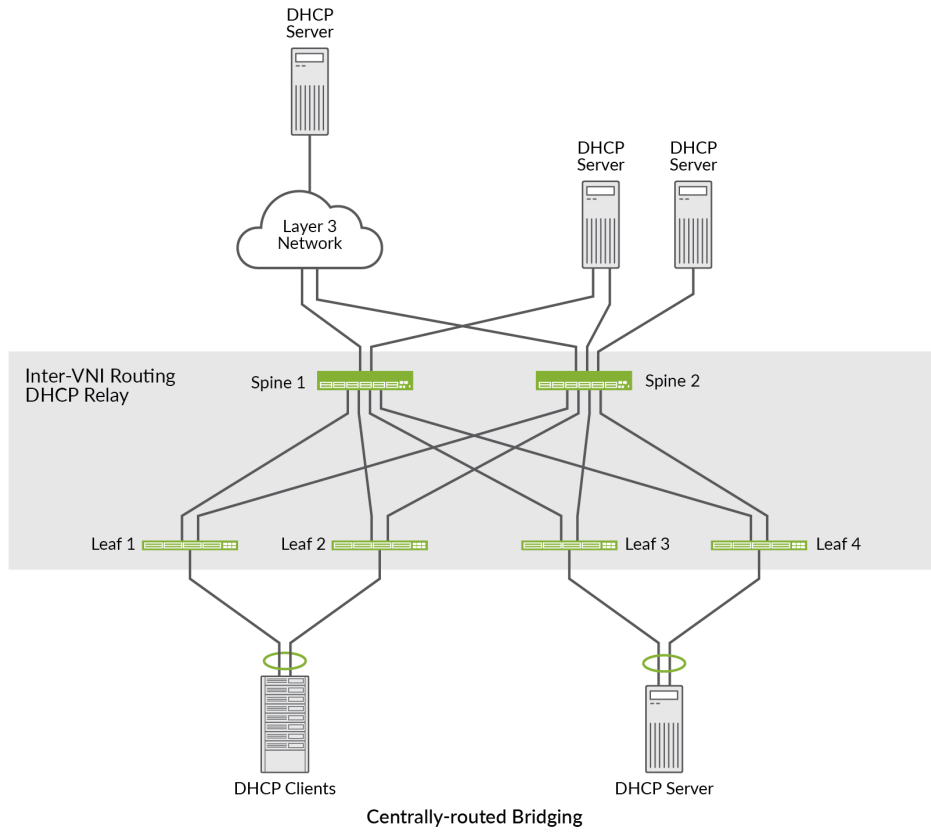 DHCP
Server
DHCP
Server
DHCP
Server
Layer 3
Network
Inter-VNI Routing
DHCP Relay
Spine 1
Spine 2
Leaf 1
Leaf 2
Leaf 3
Leaf 4
DHCP Clients
DHCP Server
Centrally-routed Bridging